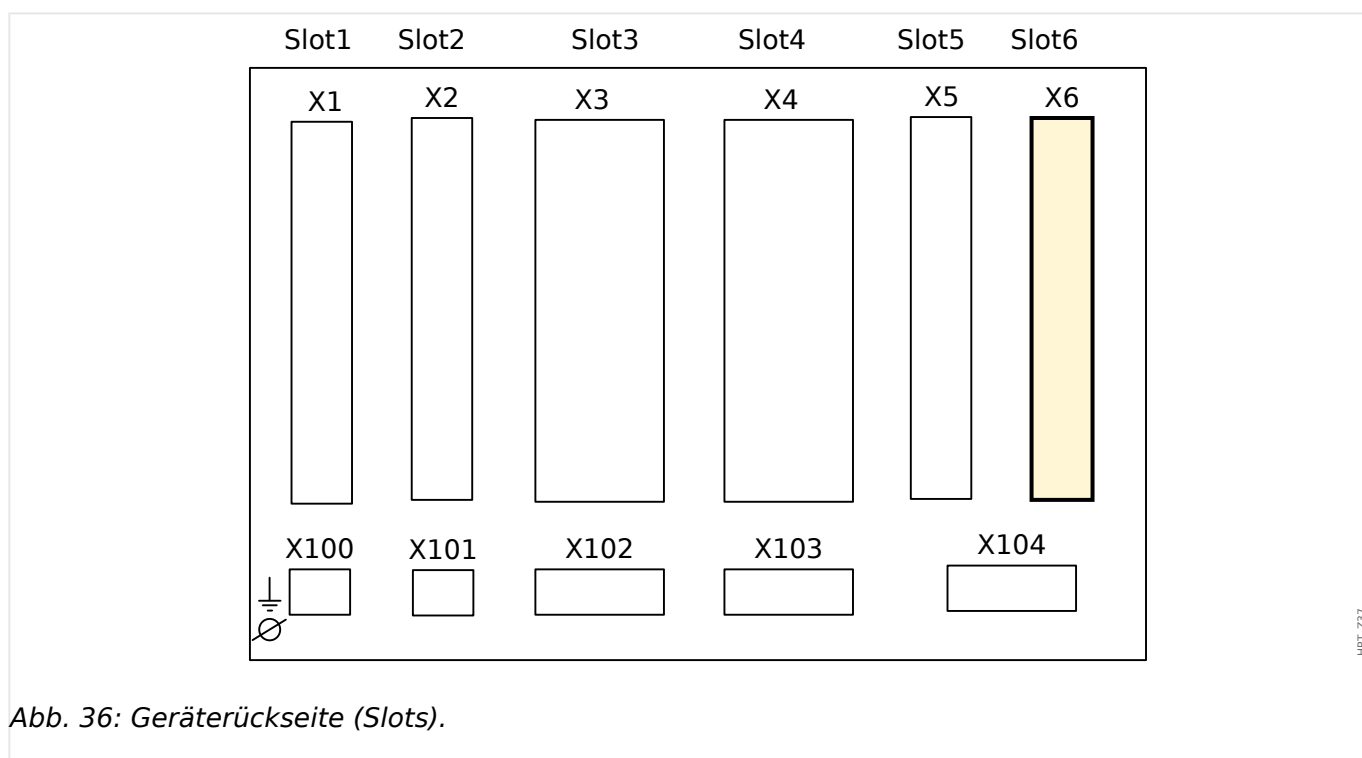 Slot1 Slot2 Slot3 Slot4 Slot5 Slot6
X1 X2 X3 X4 X5 X6
X100 X101 X102 X103 X104
Abb. 36: Geräterückseite (Slots).